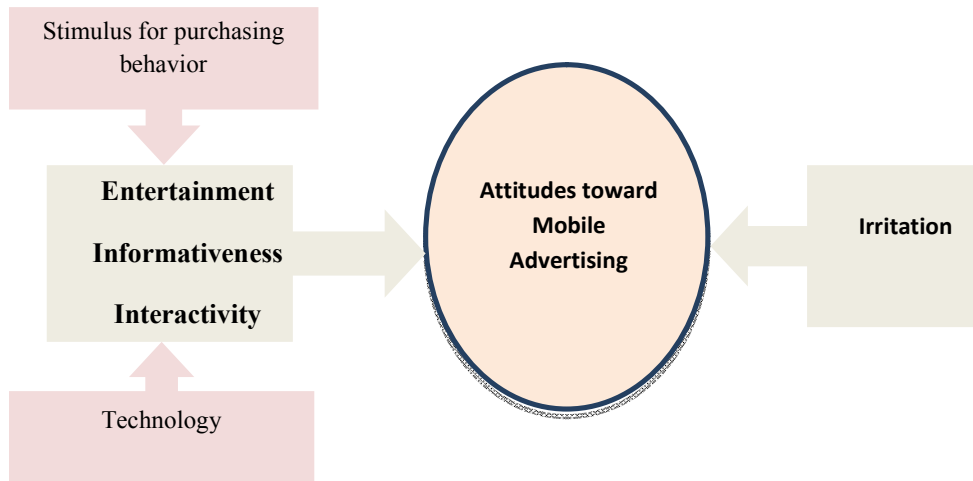 Stimulus for purchasing
behavior
Entertainment
Informativeness
Interactivity
Technology
Attitudes toward
Mobile
Advertising
Irritation